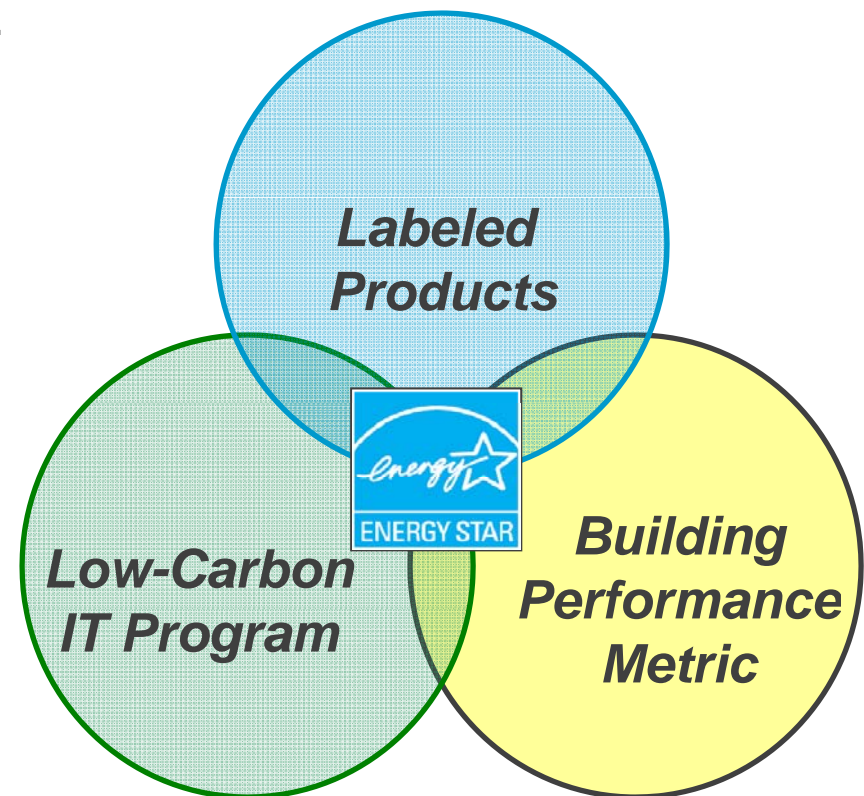 Labeled
Products
energy
ENERGY STAR
Low-Carbon
IT Program
Building
Performance
Metric